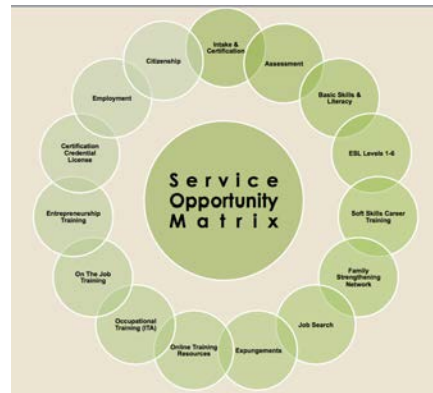 Service
Opportunity
Matrix
Intake &
Certification
Assessment
Basic Skills &
Literacy
ESL Levels 1-6
Soft Skills Career
Training
Family
Strengthening
Network
Job Search
Expungements
Online Training
Resources
Occupational
Training (ITA)
On The Job
Training
Entrepreneurship
Training
Certification
Credential
License
Employment
Citizenship